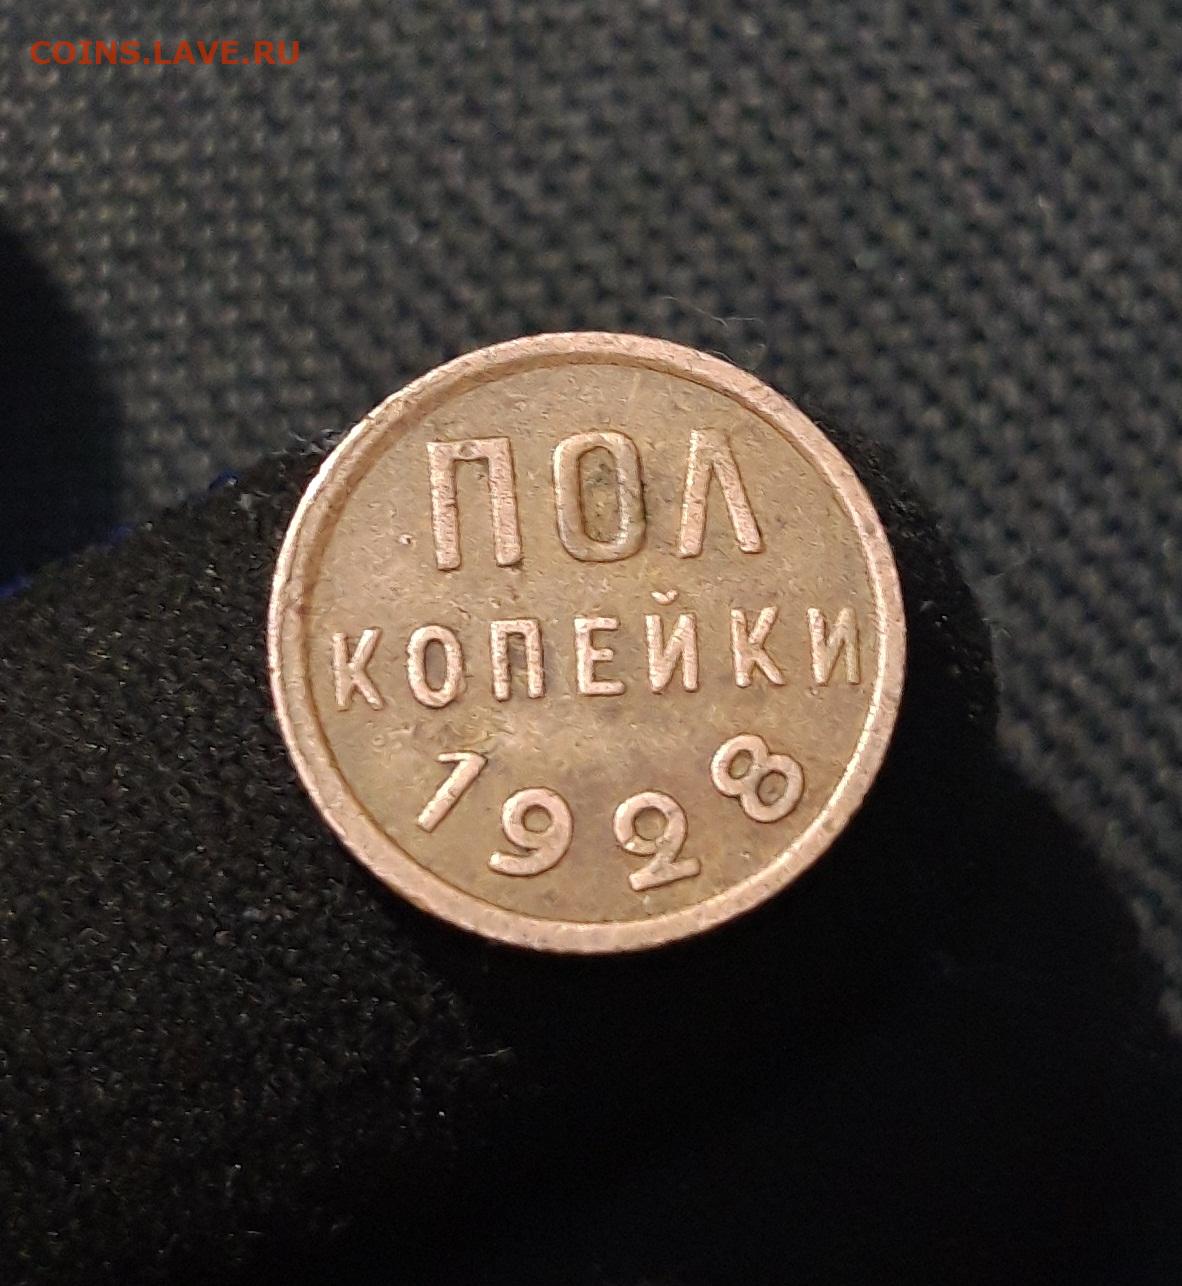 COINS.LAVE.RU
ПОЛ
КОПЕЙКИ
1928